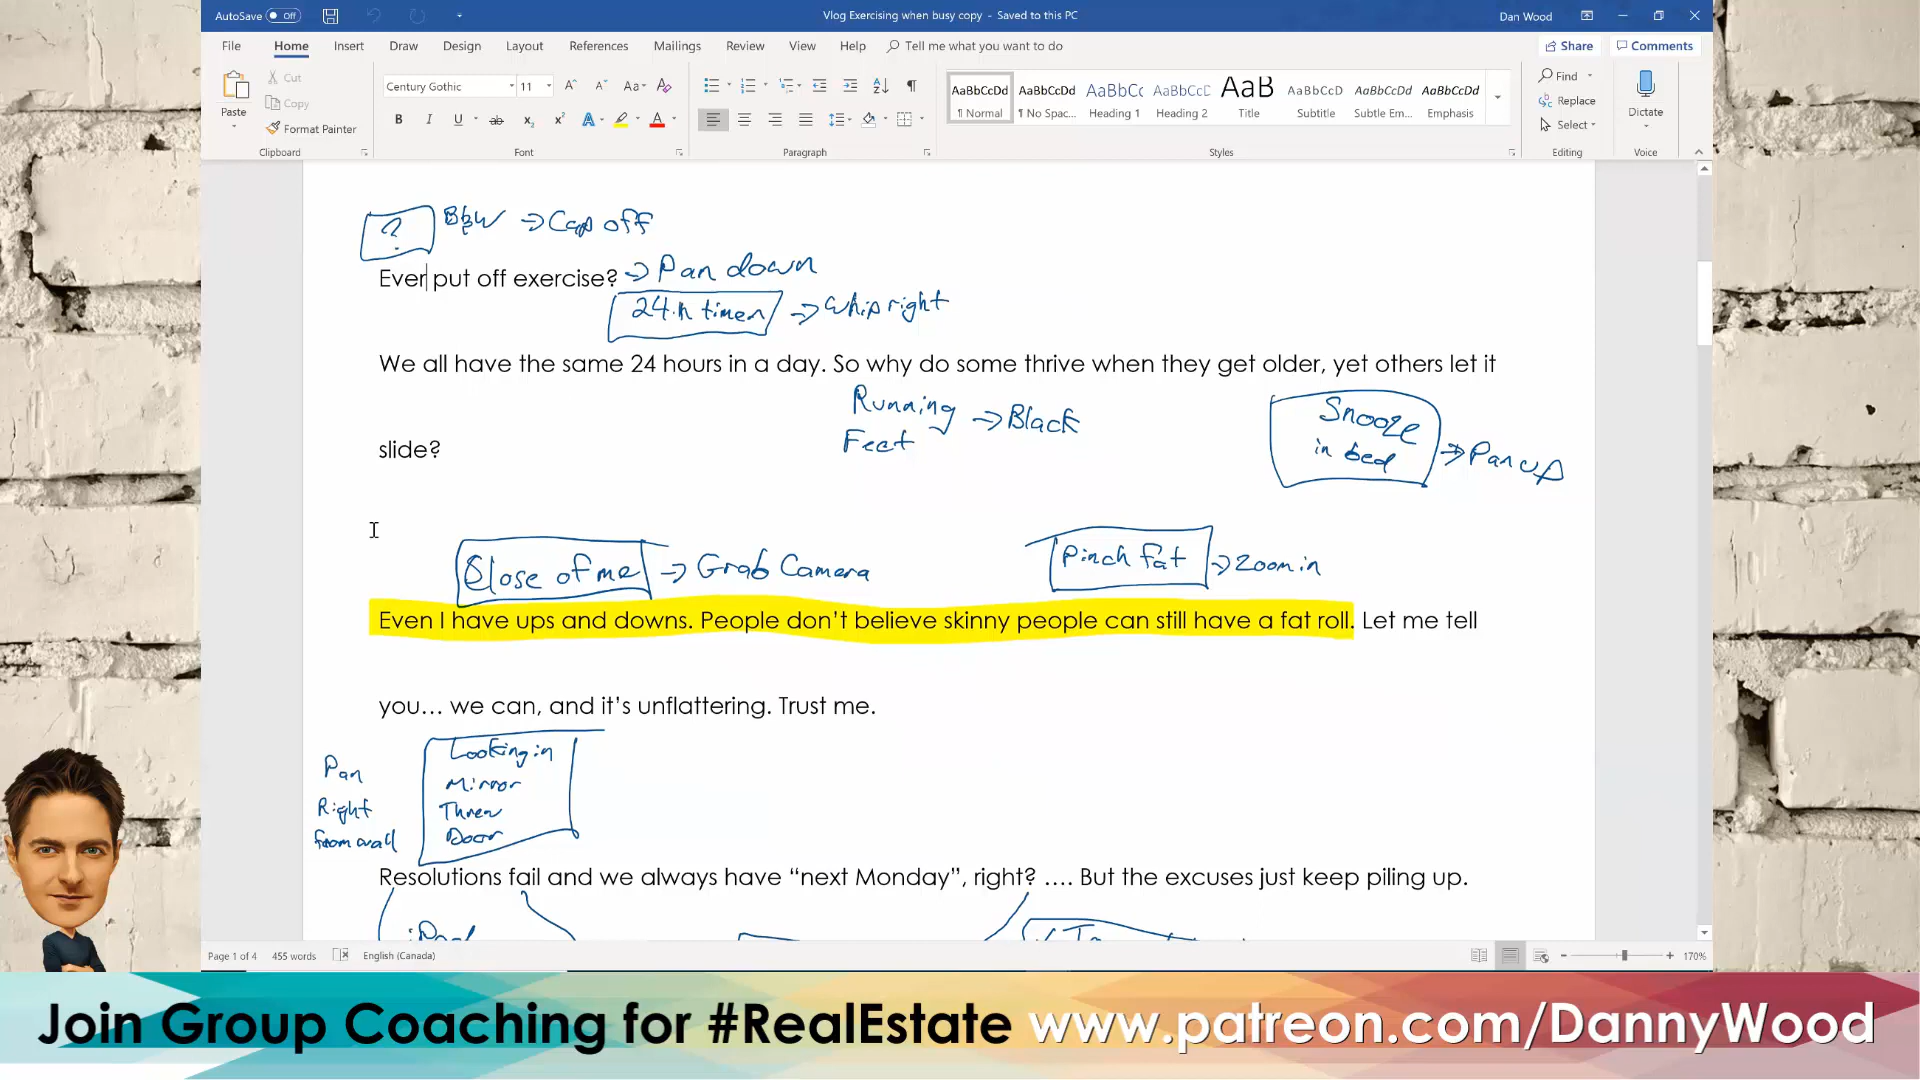 AutoSave Off
Vlog Exercising when busy copy - Saved to this PC
Dan Wood
File Home Insert Draw Design Layout References Mailings Review View Help Tell me what you want to do
Share Comments
Paste
Cut
Copy
Format Painter
Clipboard
Century Gothic 11
Font
Paragraph
AaBbCcDd AaBbCcDd AaBbCc AaBbCcC AaB AaBbCcD AaBbCcDd AaBbCcDd
¶ Normal ¶ No Spac... Heading 1 Heading 2 Title Subtitle Subtle Em... Emphasis
Styles
Find
Replace
Select
Editing
Dictate
Voice
? B&W → Cap off
Ever put off exercise? → Pan down
24.h timer → Whip right
We all have the same 24 hours in a day. So why do some thrive when they get older, yet others let it
Running Feet → Black
Snooze in bed → Pan up
slide?
Close of me → Grab Camera
Pinch fat → Zoom in
Even I have ups and downs. People don't believe skinny people can still have a fat roll. Let me tell
you... we can, and it's unflattering. Trust me.
Pan Right from wall
Looking in
Mirror
Threw
Door
Resolutions fail and we always have “next Monday”, right? .... But the excuses just keep piling up.
iPad
Page 1 of 4 455 words English (Canada)
170%
Join Group Coaching for #RealEstate www.patreon.com/DannyWood